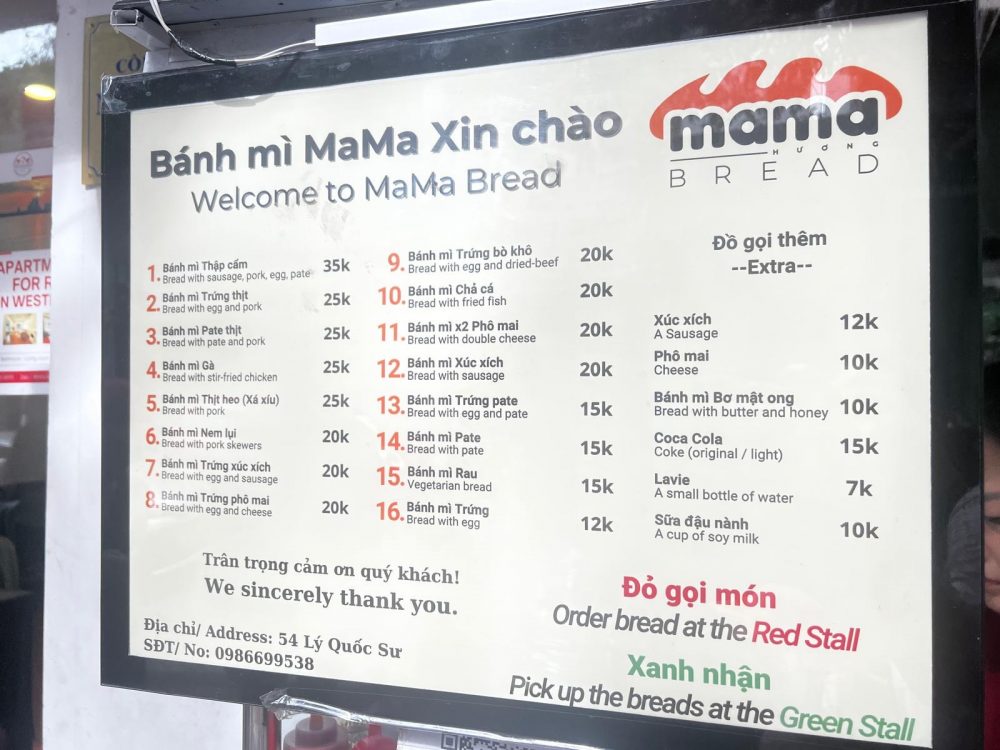 CÔ
Bánh mì MaMa Xin chào
Welcome to MaMa Bread
mama
HƯƠNG
BREAD
1. Bánh mì Thập cẩm 35k
Bread with sausage, pork, egg, pate
2. Bánh mì Trứng thịt 25k
Bread with egg and pork
3. Bánh mì Pate thịt 25k
Bread with pate and pork
4. Bánh mì Gà 25k
Bread with stir-fried chicken
5. Bánh mì Thịt heo (Xá xíu) 25k
Bread with pork
6. Bánh mì Nem lụi 20k
Bread with pork skewers
7. Bánh mì Trứng xúc xích 20k
Bread with egg and sausage
8. Bánh mì Trứng phô mai 20k
Bread with egg and cheese
9. Bánh mì Trứng bò khô 20k
Bread with egg and dried-beef
10. Bánh mì Chả cá 20k
Bread with fried fish
11. Bánh mì x2 Phô mai 20k
Bread with double cheese
12. Bánh mì Xúc xích 20k
Bread with sausage
13. Bánh mì Trứng pate 15k
Bread with egg and pate
14. Bánh mì Pate 15k
Bread with pate
15. Bánh mì Rau 15k
Vegetarian bread
16. Bánh mì Trứng 12k
Bread with egg
Đồ gọi thêm
--Extra--
Xúc xích 12k
A Sausage
Phô mai 10k
Cheese
Bánh mì Bơ mật ong 10k
Bread with butter and honey
Coca Cola 15k
Coke (original / light)
Lavie 7k
A small bottle of water
Sữa đậu nành 10k
A cup of soy milk
Trân trọng cảm ơn quý khách!
We sincerely thank you.
Địa chỉ/ Address: 54 Lý Quốc Sư
SĐT/ No: 0986699538
Đỏ gọi món
Order bread at the Red Stall
Xanh nhận
Pick up the breads at the Green Stall
APARTM
FOR R
N WEST